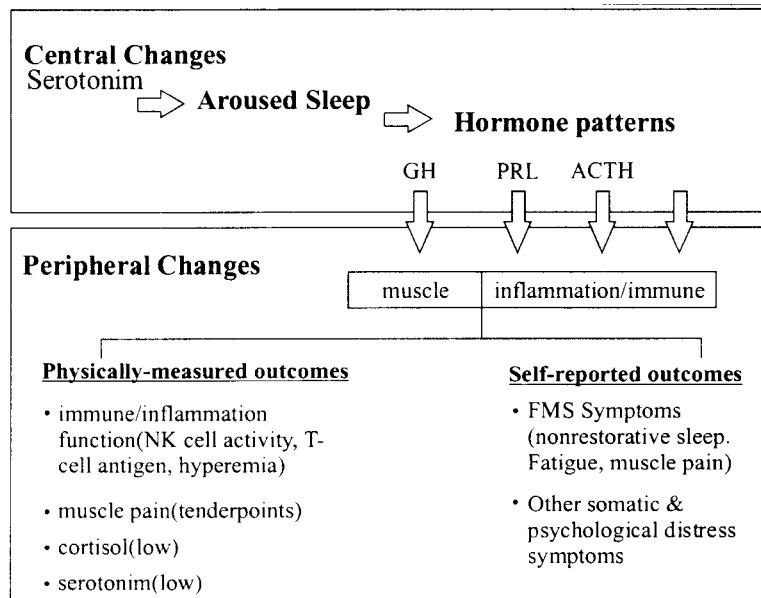 Central Changes
Serotonim
Aroused Sleep
Hormone patterns
GH PRL ACTH
Peripheral Changes
muscle inflammation/immune
Physically-measured outcomes
• immune/inflammation
function(NK cell activity, T-
cell antigen, hyperemia)
• muscle pain(tenderpoints)
• cortisol(low)
• serotonim(low)
Self-reported outcomes
• FMS Symptoms
(nonrestorative sleep.
Fatigue, muscle pain)
• Other somatic &
psychological distress
symptoms